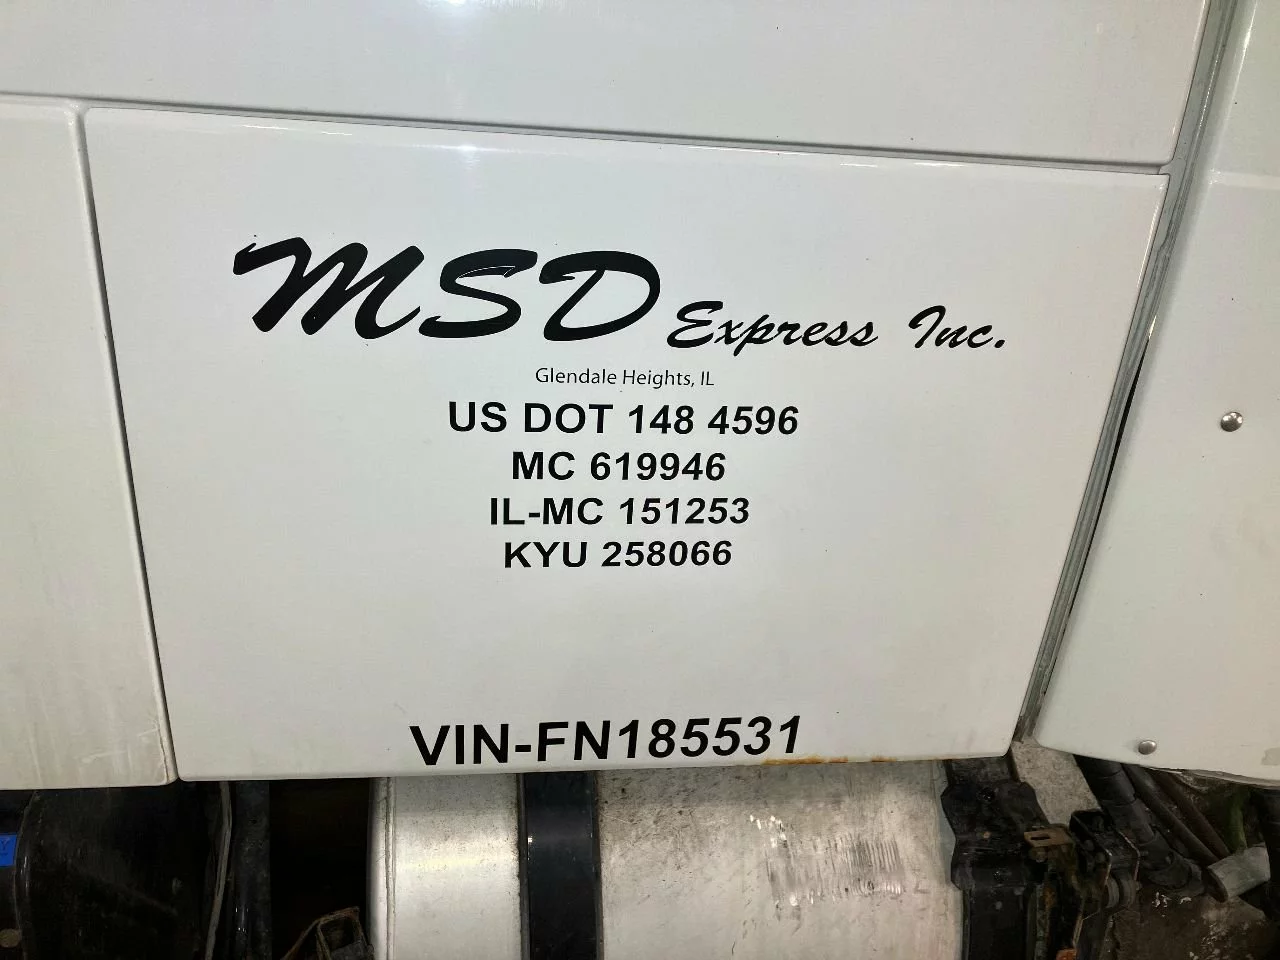 MSD Express Inc.
Glendale Heights, IL
US DOT 148 4596
MC 619946
IL-MC 151253
KYU 258066
VIN-FN185531